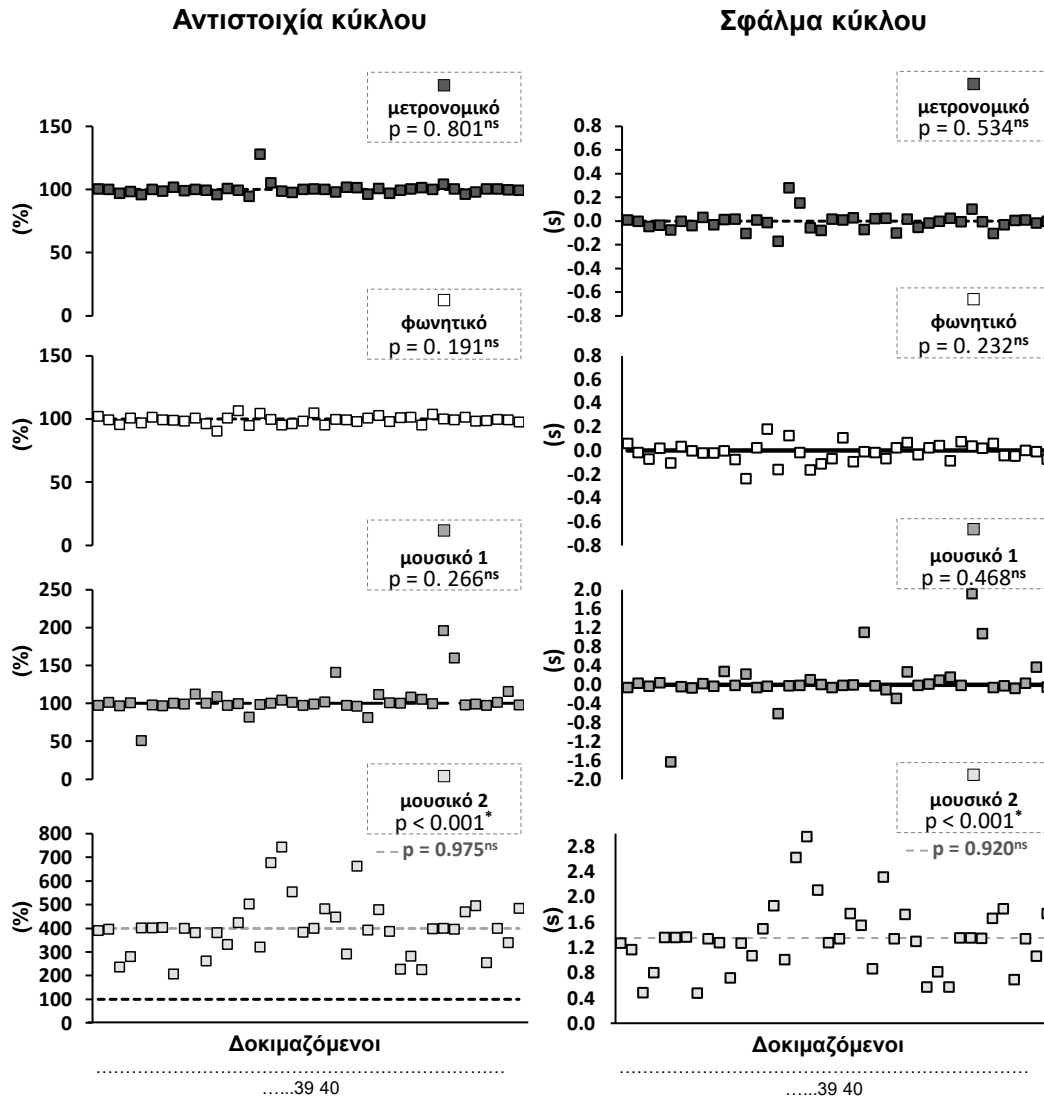 Αντιστοιχία κύκλου
μετρονομικό
p = 0. 801ns
150
100
50
0
(%)
φωνητικό
p = 0. 191ns
150
100
50
0
(%)
μουσικό 1
p = 0. 266ns
250
200
150
100
50
0
(%)
μουσικό 2
p < 0.001*
p = 0.975ns
800
700
600
500
400
300
200
100
0
(%)
Δοκιμαζόμενοι
…...39 40
Σφάλμα κύκλου
μετρονομικό
p = 0.534ns
0.8
0.6
0.4
0.2
0.0
-0.2
-0.4
-0.6
-0.8
(s)
φωνητικό
p = 0.232ns
0.8
0.6
0.4
0.2
0.0
-0.2
-0.4
-0.6
-0.8
(s)
μουσικό 1
p = 0.468ns
2.0
1.6
1.2
0.8
0.4
0.0
-0.4
-0.8
-1.2
-1.6
-2.0
(s)
μουσικό 2
p < 0.001*
p = 0.920ns
2.8
2.4
2.0
1.6
1.2
0.8
0.4
0.0
(s)
Δοκιμαζόμενοι
…...39 40